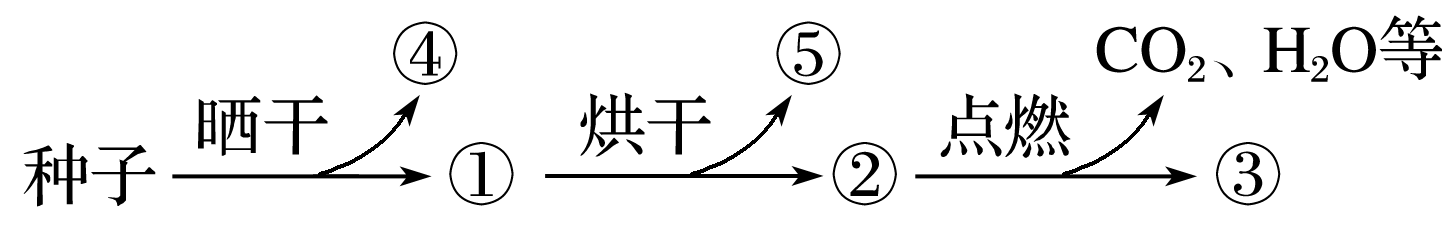 ④ ⑤ CO₂、H₂O等
晒干 烘干 点燃
种子 ① ② ③